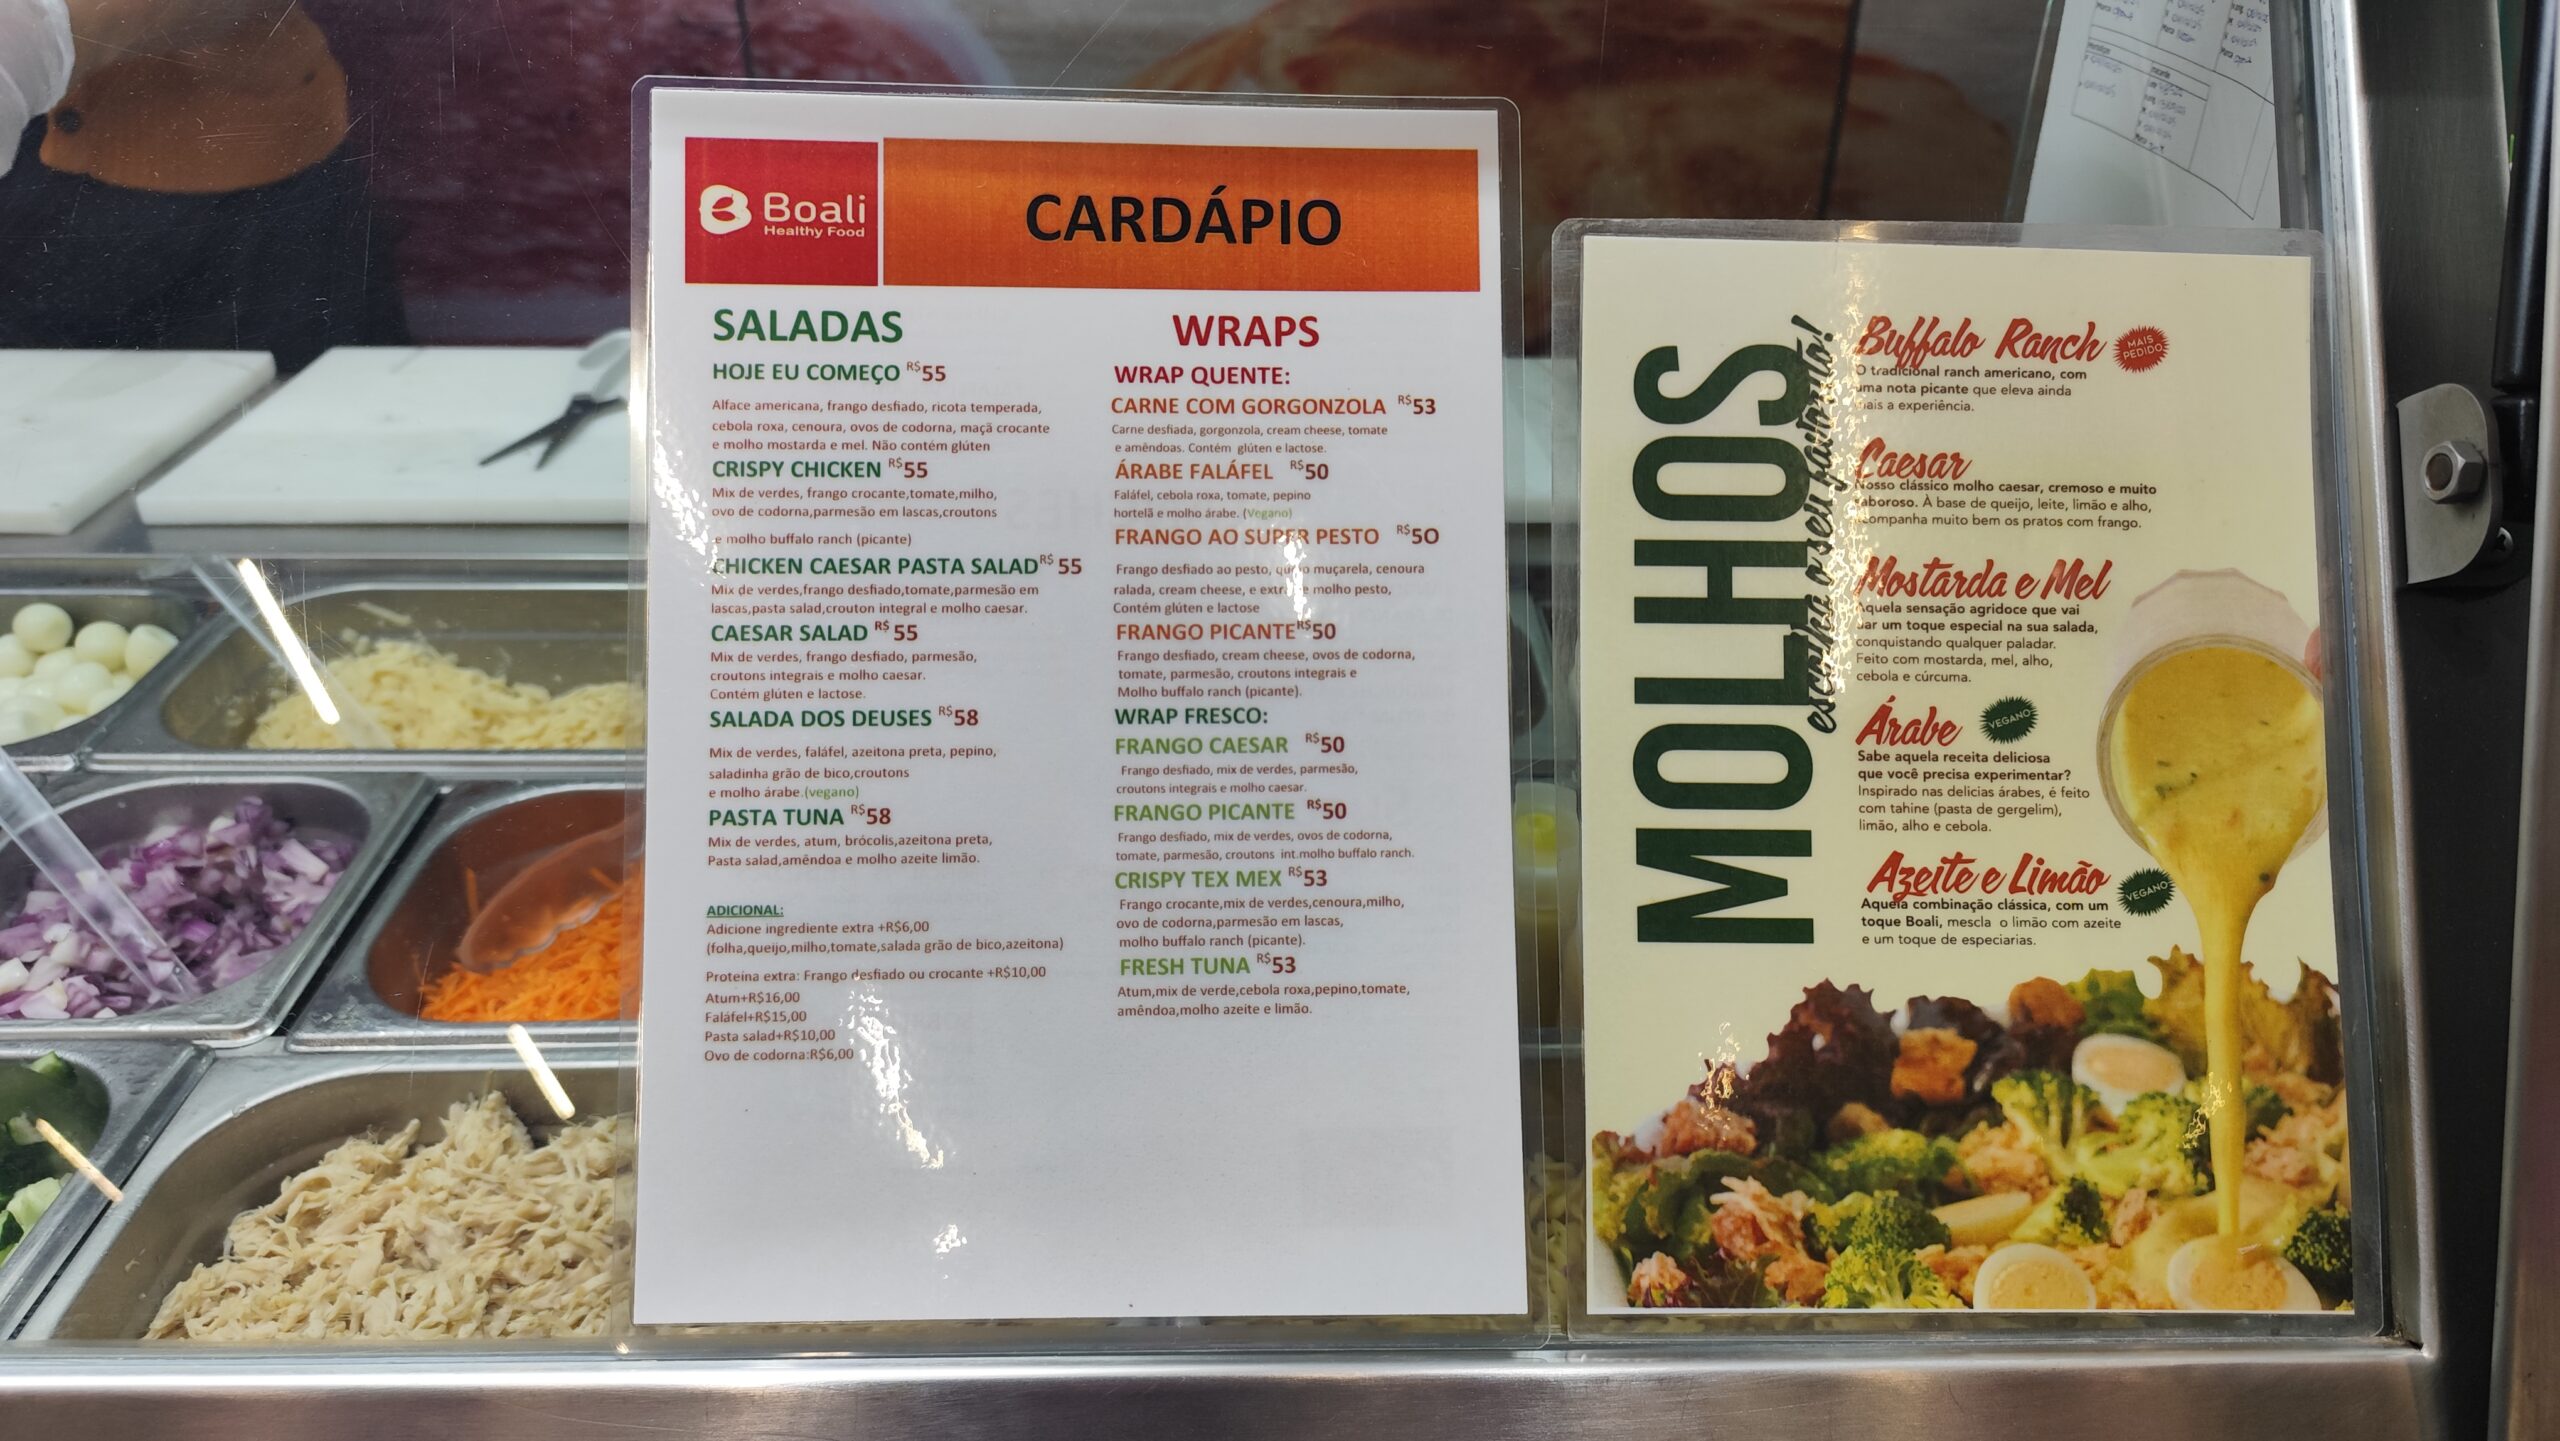 Boali
Healthy Food
CARDÁPIO
SALADAS
HOJE EU COMEÇO R$55
Alface americana, frango desfiado, ricota temperada,
cebola roxa, cenoura, ovos de codorna, maçã crocante
e molho mostarda e mel. Não contém glúten
CRISPY CHICKEN R$55
Mix de verdes, frango crocante,tomate,milho,
ovo de codorna,parmesão em lascas,croutons
e molho buffalo ranch (picante)
CHICKEN CAESAR PASTA SALAD R$ 55
Mix de verdes,frango desfiado,tomate,parmesão em
lascas,pasta salad,crouton integral e molho caesar.
CAESAR SALAD R$ 55
Mix de verdes, frango desfiado, parmesão,
croutons integrais e molho caesar.
Contém glúten e lactose.
SALADA DOS DEUSES R$58
Mix de verdes, faláfel, azeitona preta, pepino,
saladinha grão de bico,croutons
e molho árabe.(vegano)
PASTA TUNA R$58
Mix de verdes, atum, brócolis,azeitona preta,
Pasta salad,amêndoa e molho azeite limão.
ADICIONAL:
Adicione ingrediente extra +R$6,00
(folha,queijo,milho,tomate,salada grão de bico,azeitona)
Proteína extra: Frango desfiado ou crocante +R$10,00
Atum+R$16,00
Faláfel+R$15,00
Pasta salad+R$10,00
Ovo de codorna:R$6,00
WRAPS
WRAP QUENTE:
CARNE COM GORGONZOLA R$53
Carne desfiada, gorgonzola, cream cheese, tomate
e amêndoas. Contém glúten e lactose.
ÁRABE FALÁFEL R$50
Faláfel, cebola roxa, tomate, pepino
hortelã e molho árabe. (Vegano)
FRANGO AO SUPER PESTO R$5O
Frango desfiado ao pesto, queijo muçarela, cenoura
ralada, cream cheese, e extra de molho pesto,
Contém glúten e lactose
FRANGO PICANTE R$50
Frango desfiado, cream cheese, ovos de codorna,
tomate, parmesão, croutons integrais e
Molho buffalo ranch (picante).
WRAP FRESCO:
FRANGO CAESAR R$50
Frango desfiado, mix de verdes, parmesão,
croutons integrais e molho caesar.
FRANGO PICANTE R$50
Frango desfiado, mix de verdes, ovos de codorna,
tomate, parmesão, croutons int.molho buffalo ranch.
CRISPY TEX MEX R$53
Frango crocante,mix de verdes,cenoura,milho,
ovo de codorna,parmesão em lascas,
molho buffalo ranch (picante).
FRESH TUNA R$53
Atum,mix de verde,cebola roxa,pepino,tomate,
amêndoa,molho azeite e limão.
MOLHOS
escolha o seu favorito!
Buffalo Ranch
MAIS
PEDIDO
O tradicional ranch americano, com
uma nota picante que eleva ainda
mais a experiência.
Caesar
Nosso clássico molho caesar, cremoso e muito
saboroso. À base de queijo, leite, limão e alho,
acompanha muito bem os pratos com frango.
Mostarda e Mel
Aquela sensação agridoce que vai
dar um toque especial na sua salada,
conquistando qualquer paladar.
Feito com mostarda, mel, alho,
cebola e cúrcuma.
Árabe
VEGANO
Sabe aquela receita deliciosa
que você precisa experimentar?
Inspirado nas delicias árabes, é feito
com tahine (pasta de gergelim),
limão, alho e cebola.
Azeite e Limão
VEGANO
Aquela combinação clássica, com um
toque Boali, mescla o limão com azeite
e um toque de especiarias.